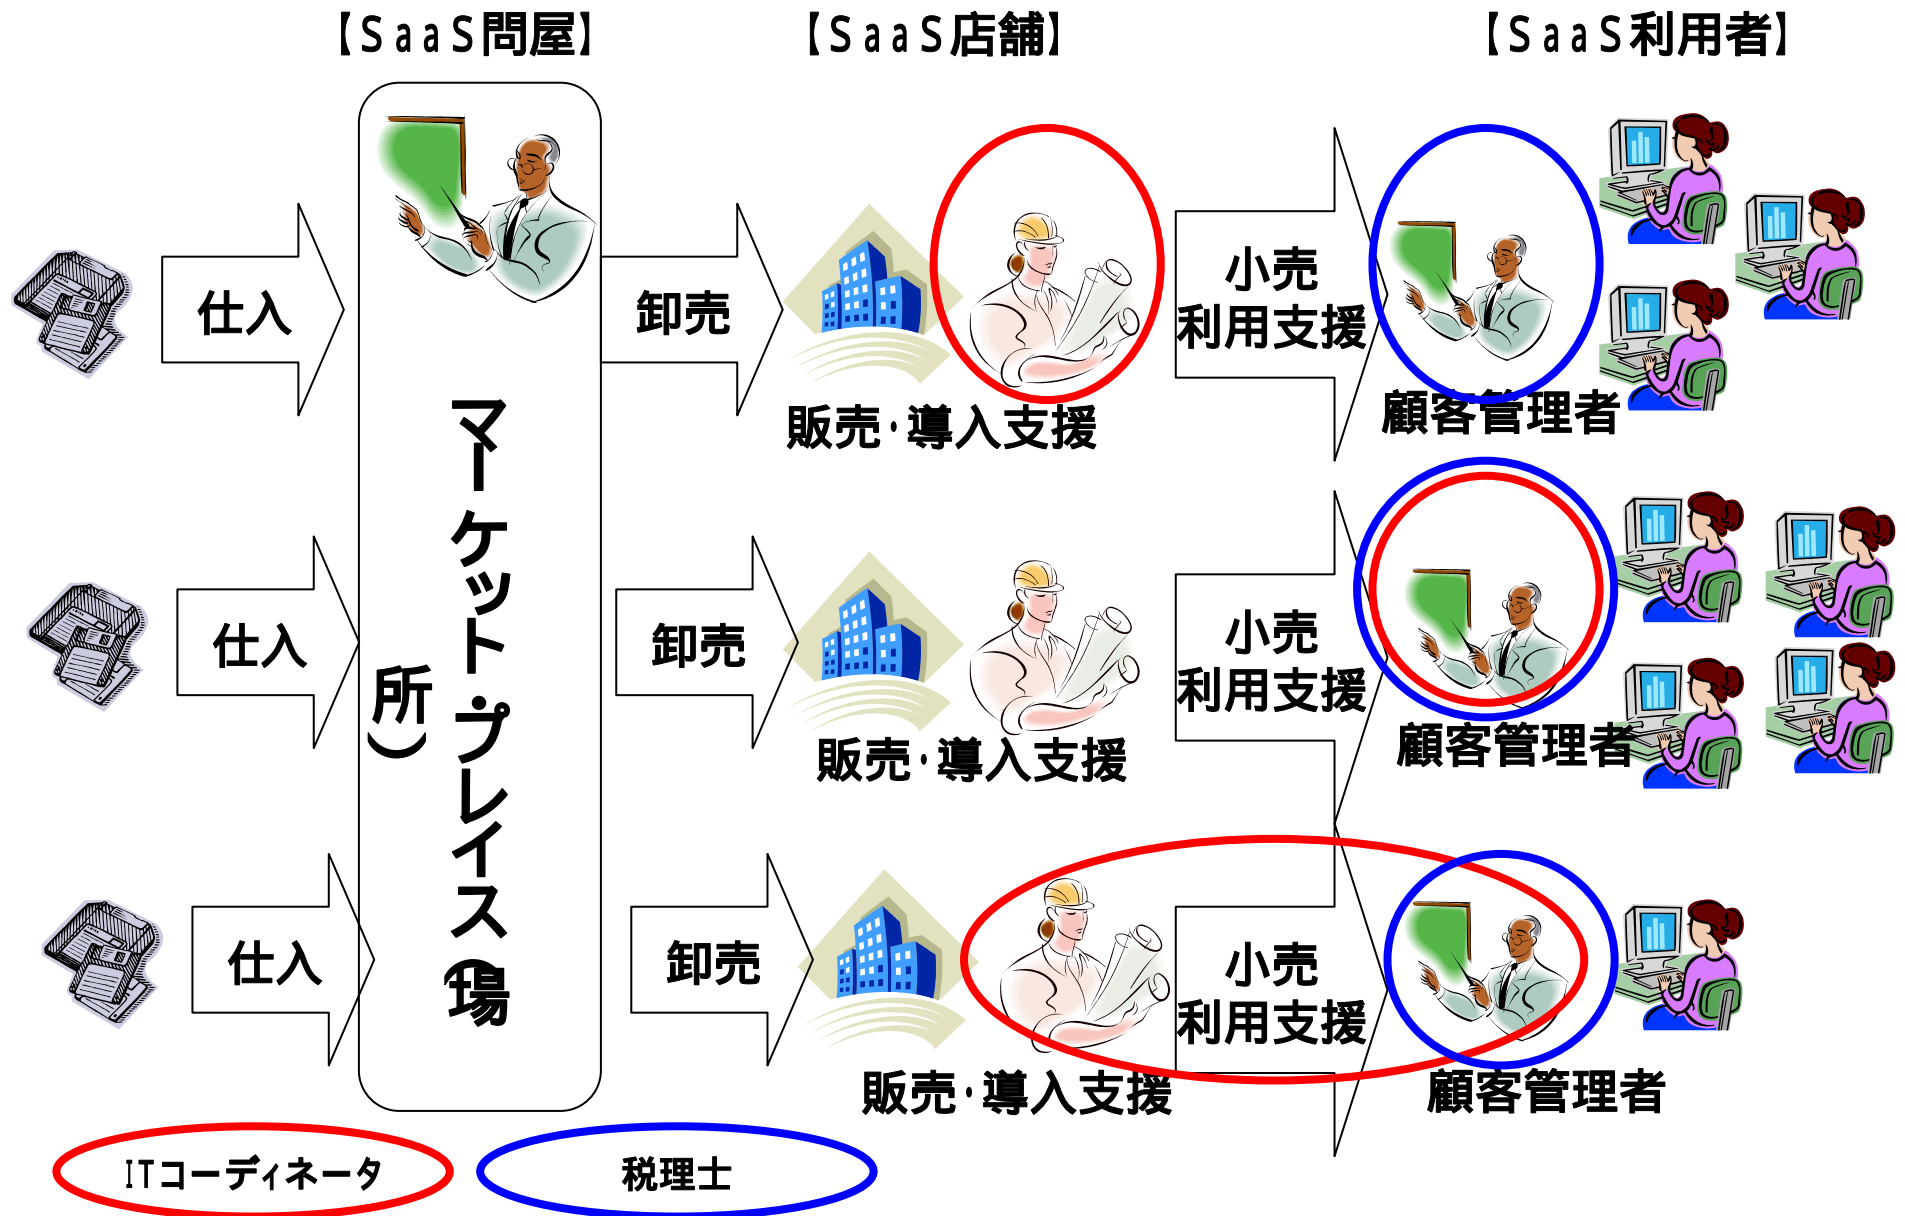 【SaaS問屋】
【SaaS店舗】
【SaaS利用者】
仕入
マーケット・プレイス（場
所）
卸売
販売・導入支援
小売
利用支援
顧客管理者
仕入
卸売
販売・導入支援
小売
利用支援
顧客管理者
仕入
卸売
販売・導入支援
小売
利用支援
顧客管理者
ITコーディネータ
税理士